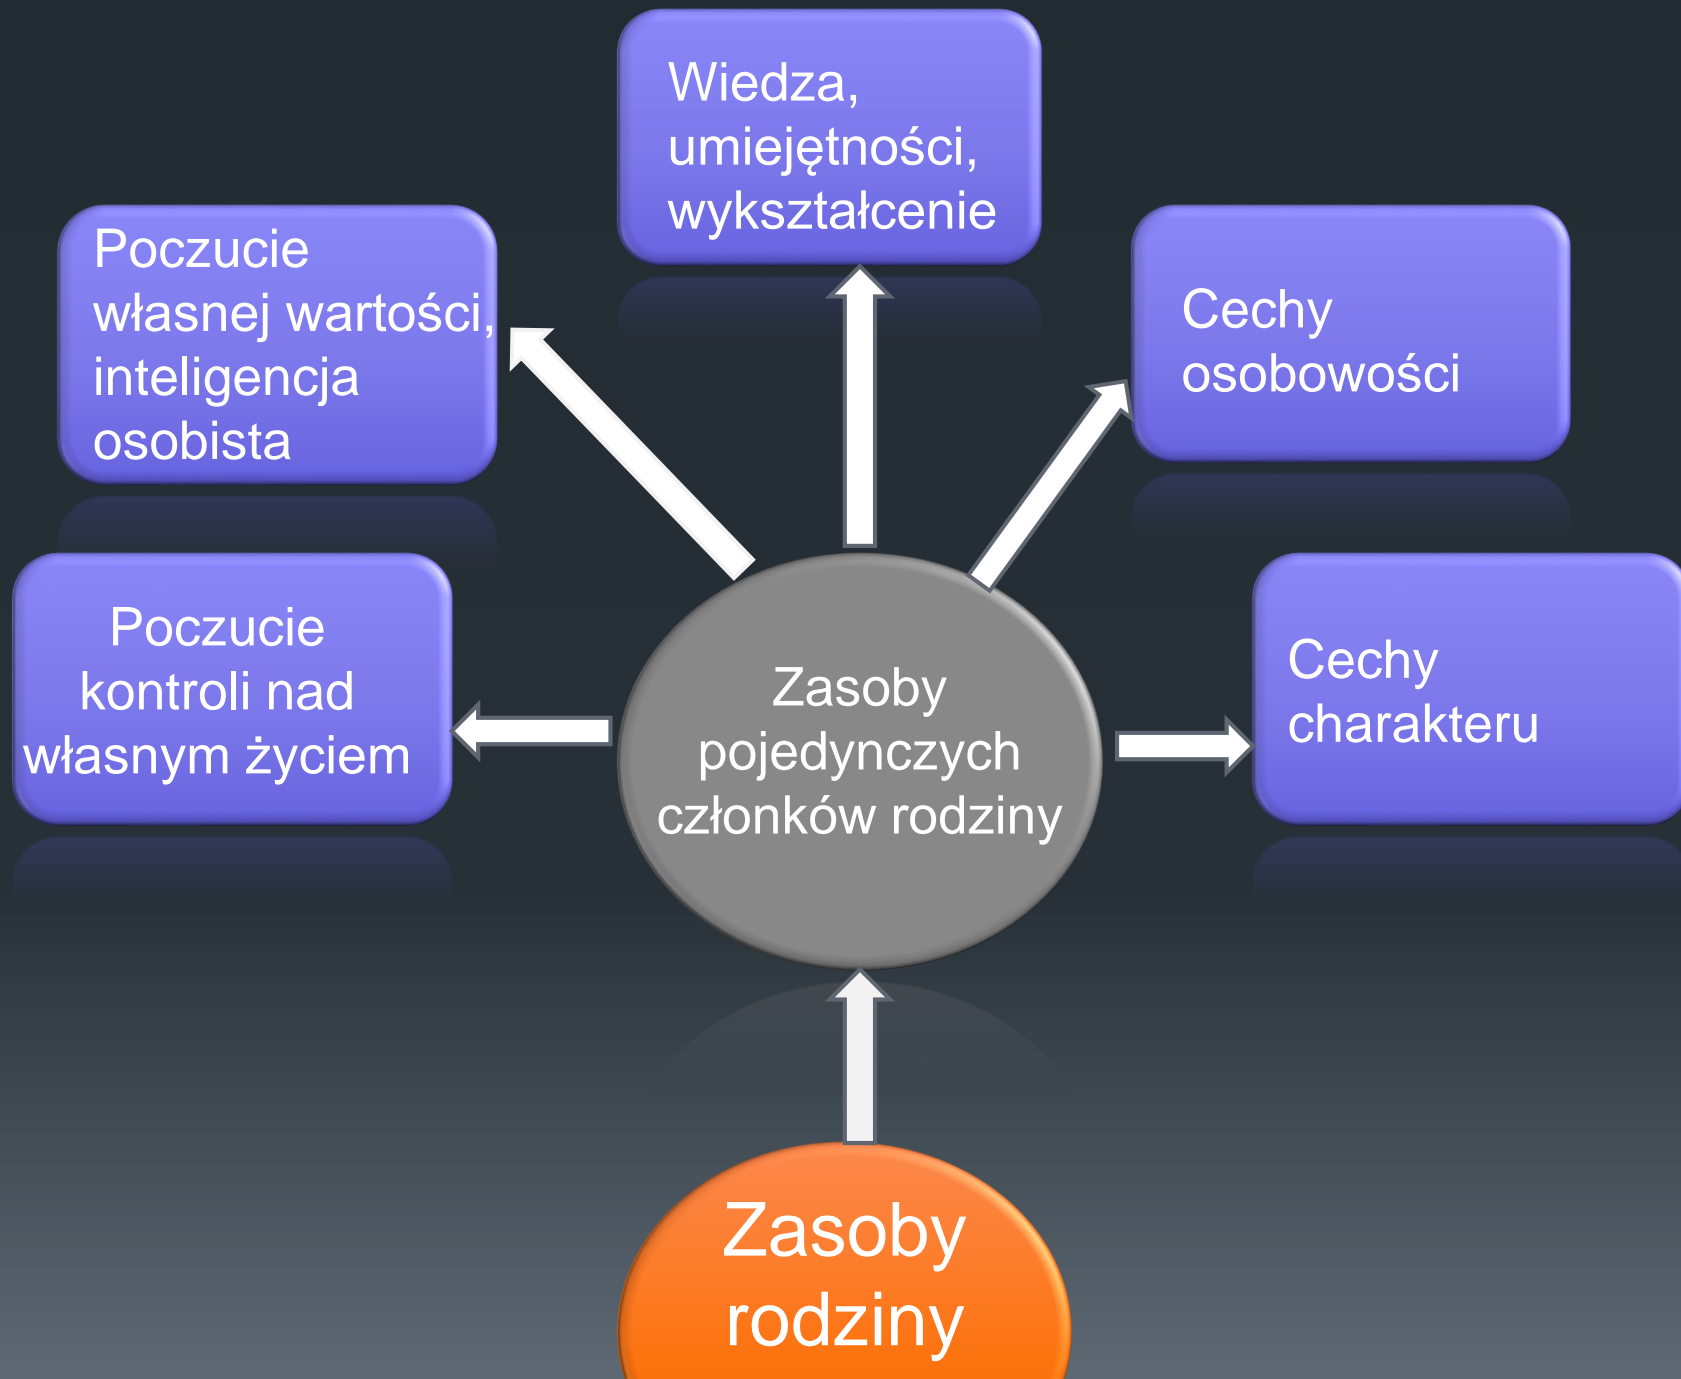 Wiedza,
umiejętności,
wykształcenie
Poczucie
własnej wartości,
inteligencja
osobista
Cechy
osobowości
Poczucie
kontroli nad
własnym życiem
Zasoby
pojedynczych
członków rodziny
Cechy
charakteru
Zasoby
rodziny